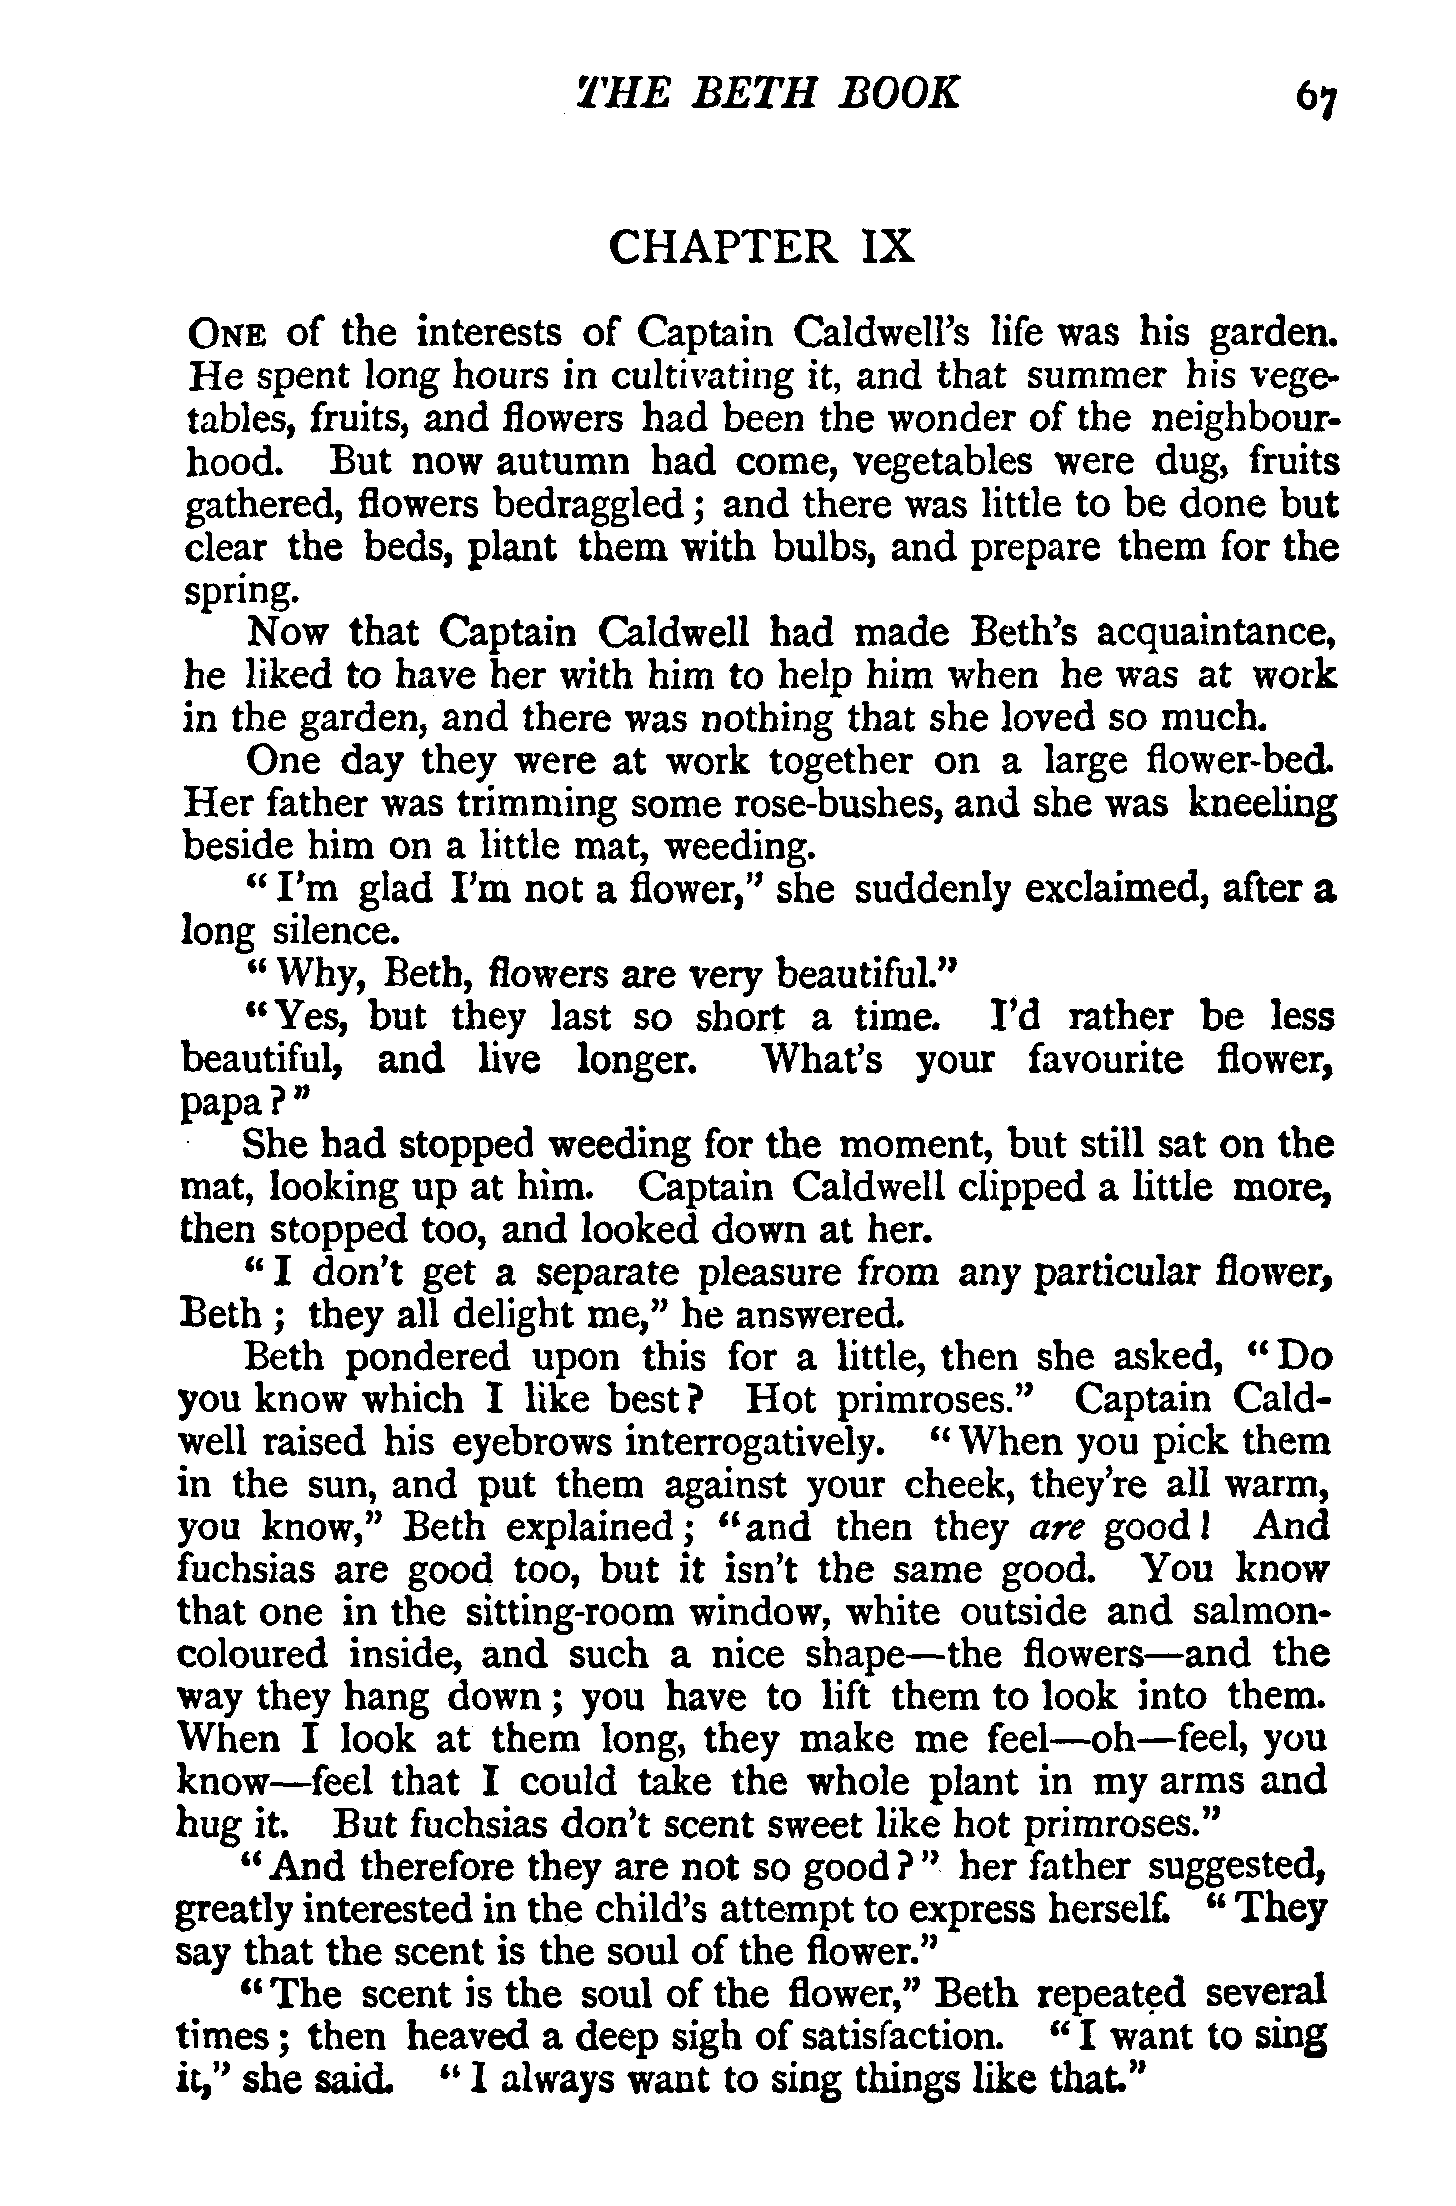 THE BETH BOOK 67
CHAPTER IX
ONE of the interests of Captain Caldwell's life was his garden.
He spent long hours in cultivating it, and that summer his vege-
tables, fruits, and flowers had been the wonder of the neighbour-
hood. But now autumn had come, vegetables were dug, fruits
gathered, flowers bedraggled; and there was little to be done but
clear the beds, plant them with bulbs, and prepare them for the
spring.
Now that Captain Caldwell had made Beth's acquaintance,
he liked to have her with him to help him when he was at work
in the garden, and there was nothing that she loved so much.
One day they were at work together on a large flower-bed.
Her father was trimming some rose-bushes, and she was kneeling
beside him on a little mat, weeding.
"I'm glad I'm not a flower," she suddenly exclaimed, after a
long silence.
"Why, Beth, flowers are very beautiful."
"Yes, but they last so short a time. I'd rather be less
beautiful, and live longer. What's your favourite flower,
papa?"
She had stopped weeding for the moment, but still sat on the
mat, looking up at him. Captain Caldwell clipped a little more,
then stopped too, and looked down at her.
"I don't get a separate pleasure from any particular flower,
Beth; they all delight me," he answered.
Beth pondered upon this for a little, then she asked, "Do
you know which I like best? Hot primroses." Captain Cald-
well raised his eyebrows interrogatively. "When you pick them
in the sun, and put them against your cheek, they're all warm,
you know," Beth explained; "and then they are good! And
fuchsias are good too, but it isn't the same good. You know
that one in the sitting-room window, white outside and salmon-
coloured inside, and such a nice shape—the flowers—and the
way they hang down; you have to lift them to look into them.
When I look at them long, they make me feel—oh—feel, you
know—feel that I could take the whole plant in my arms and
hug it. But fuchsias don't scent sweet like hot primroses."
"And therefore they are not so good?" her father suggested,
greatly interested in the child's attempt to express herself. "They
say that the scent is the soul of the flower."
"The scent is the soul of the flower," Beth repeated several
times; then heaved a deep sigh of satisfaction. "I want to sing
it," she said. "I always want to sing things like that."